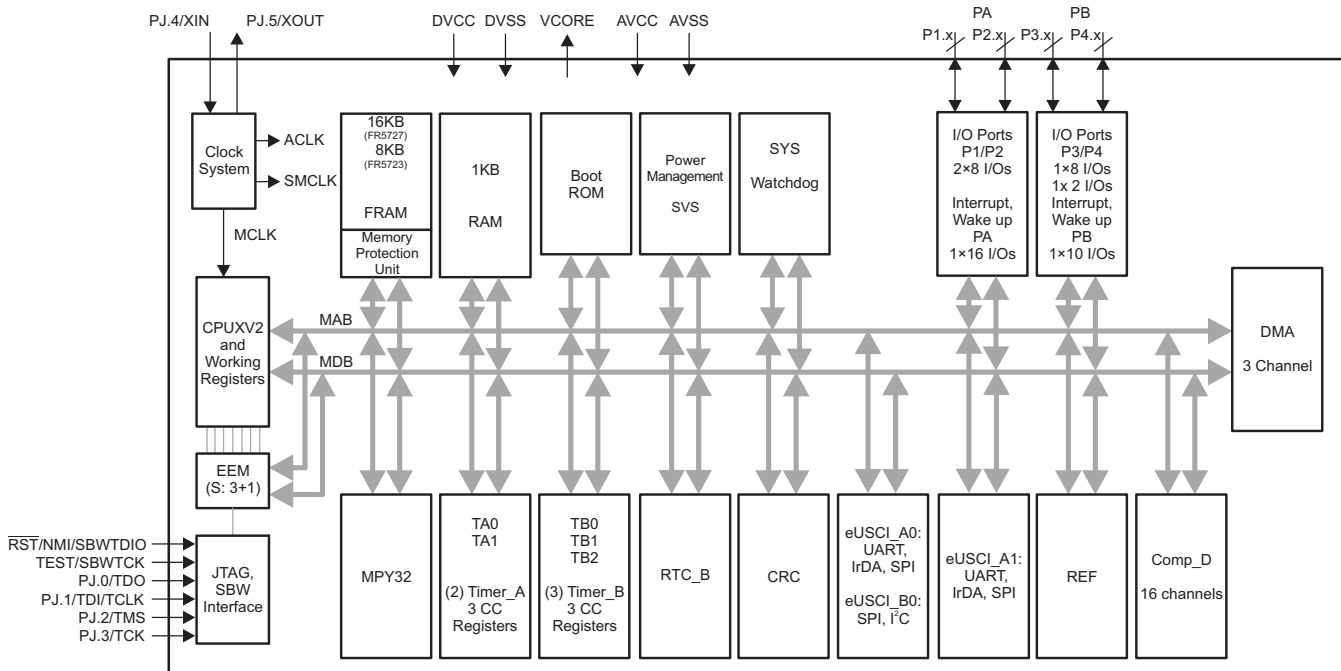 PJ.4/XIN
PJ.5/XOUT
DVCC
DVSS
VCORE
AVCC
AVSS
PA
P1.x
P2.x
PB
P3.x
P4.x
Clock
System
ACLK
SMCLK
MCLK
16KB
(FR5727)
8KB
(FR5723)
FRAM
Memory
Protection
Unit
1KB
RAM
Boot
ROM
Power
Management
SVS
SYS
Watchdog
I/O Ports
P1/P2
2×8 I/Os
Interrupt,
Wake up
PA
1×16 I/Os
I/O Ports
P3/P4
1×8 I/Os
1x 2 I/Os
Interrupt,
Wake up
PB
1×10 I/Os
CPUXV2
and
Working
Registers
MAB
MDB
DMA
3 Channel
EEM
(S: 3+1)
RST/NMI/SBWTDIO
TEST/SBWTCK
PJ.0/TDO
PJ.1/TDI/TCLK
PJ.2/TMS
PJ.3/TCK
JTAG,
SBW
Interface
MPY32
TA0
TA1
(2) Timer_A
3 CC
Registers
TB0
TB1
TB2
(3) Timer_B
3 CC
Registers
RTC_B
CRC
eUSCI_A0:
UART,
IrDA, SPI
eUSCI_B0:
SPI, I²C
eUSCI_A1:
UART,
IrDA, SPI
REF
Comp_D
16 channels